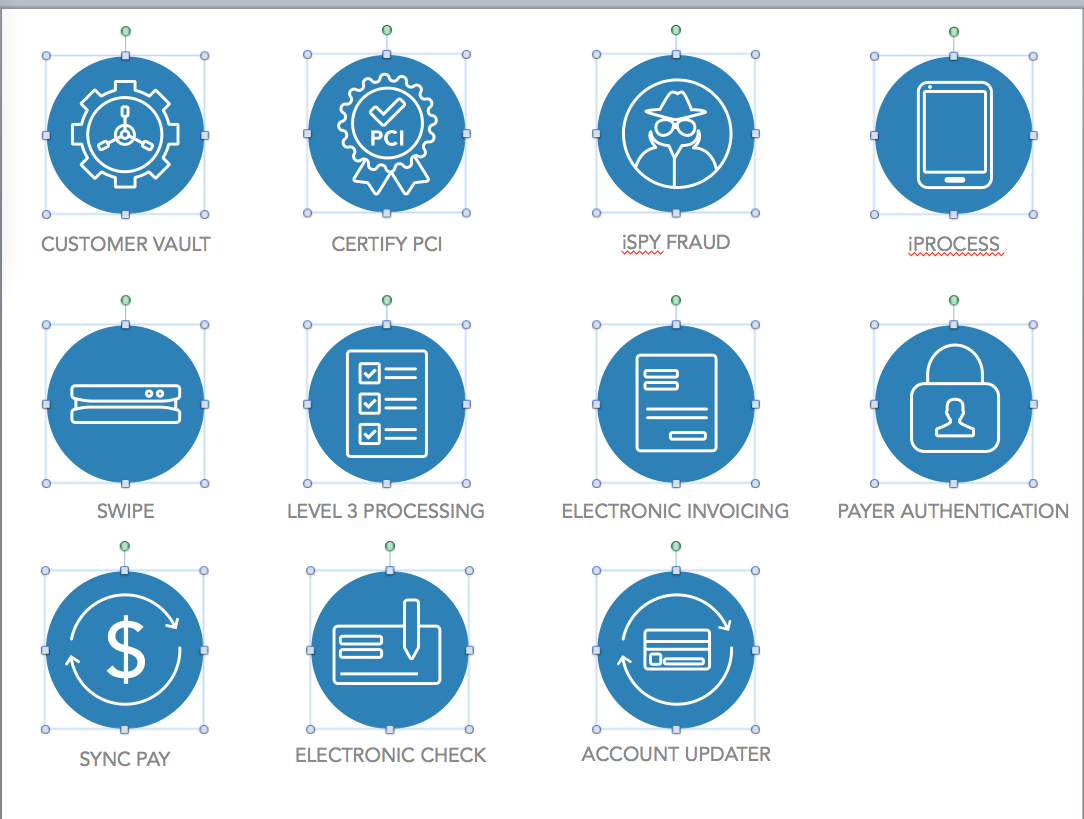 PCI
CUSTOMER VAULT
CERTIFY PCI
iSPY FRAUD
iPROCESS
SWIPE
LEVEL 3 PROCESSING
ELECTRONIC INVOICING
PAYER AUTHENTICATION
$
SYNC PAY
ELECTRONIC CHECK
ACCOUNT UPDATER